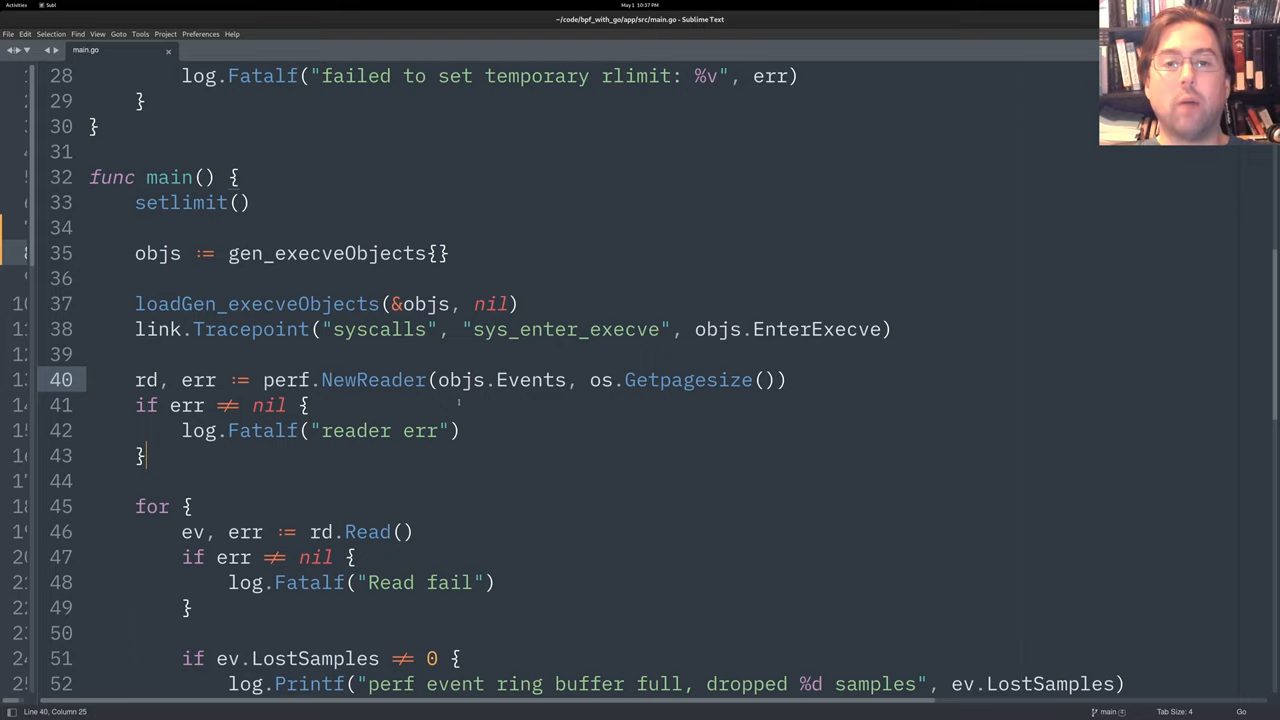 Activities Subl
May 1 10:37 PM
~/code/bpf_with_go/app/src/main.go - Sublime Text
File Edit Selection Find View Goto Tools Project Preferences Help
main.go ×
28 log.Fatalf("failed to set temporary rlimit: %v", err)
29 }
30 }
31
32 func main() {
33 setlimit()
34
35 objs := gen_execveObjects{}
36
37 loadGen_execveObjects(&objs, nil)
38 link.Tracepoint("syscalls", "sys_enter_execve", objs.EnterExecve)
39
40 rd, err := perf.NewReader(objs.Events, os.Getpagesize())
41 if err != nil {
42 log.Fatalf("reader err")
43 }
44
45 for {
46 ev, err := rd.Read()
47 if err != nil {
48 log.Fatalf("Read fail")
49 }
50
51 if ev.LostSamples != 0 {
52 log.Printf("perf event ring buffer full, dropped %d samples", ev.LostSamples)
Line 40, Column 25
main 4
Tab Size: 4
Go